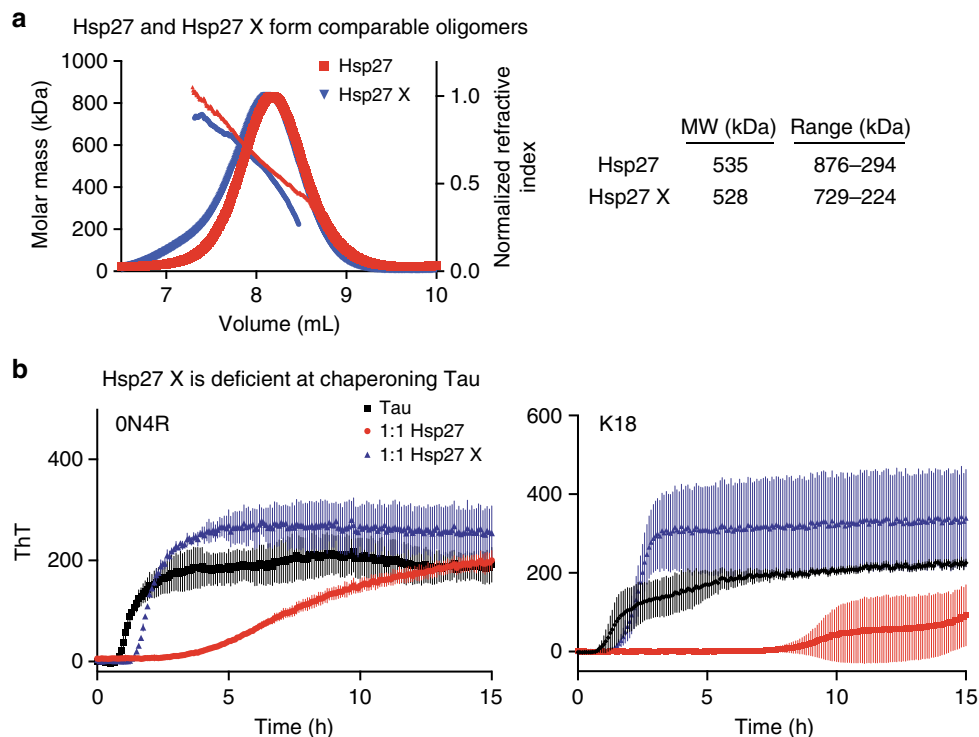 a
Hsp27 and Hsp27 X form comparable oligomers
Molar mass (kDa)
1000
800
600
400
200
0
7
8
9
10
Volume (mL)
1.0
0.5
0.0
Normalized refractive
index
Hsp27
Hsp27 X
MW (kDa) Range (kDa)
Hsp27 535 876–294
Hsp27 X 528 729–224
b
Hsp27 X is deficient at chaperoning Tau
0N4R
Tau
1:1 Hsp27
1:1 Hsp27 X
ThT
400
200
0
0
5
10
15
Time (h)
K18
600
400
200
0
0
5
10
15
Time (h)